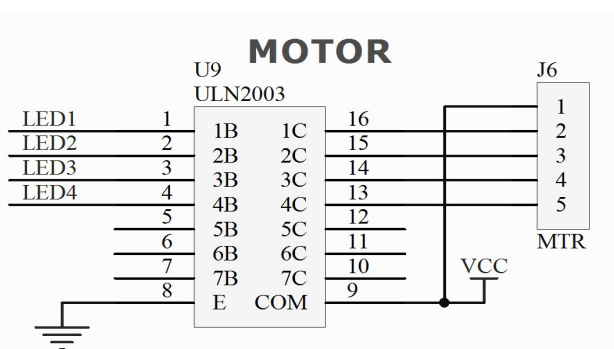 MOTOR
U9
ULN2003
J6
LED1 1 1B 1C 16 1
LED2 2 2B 2C 15 2
LED3 3 3B 3C 14 3
LED4 4 4B 4C 13 4
5 5B 5C 12 5
6 6B 6C 11 MTR
7 7B 7C 10 VCC
8 E COM 9